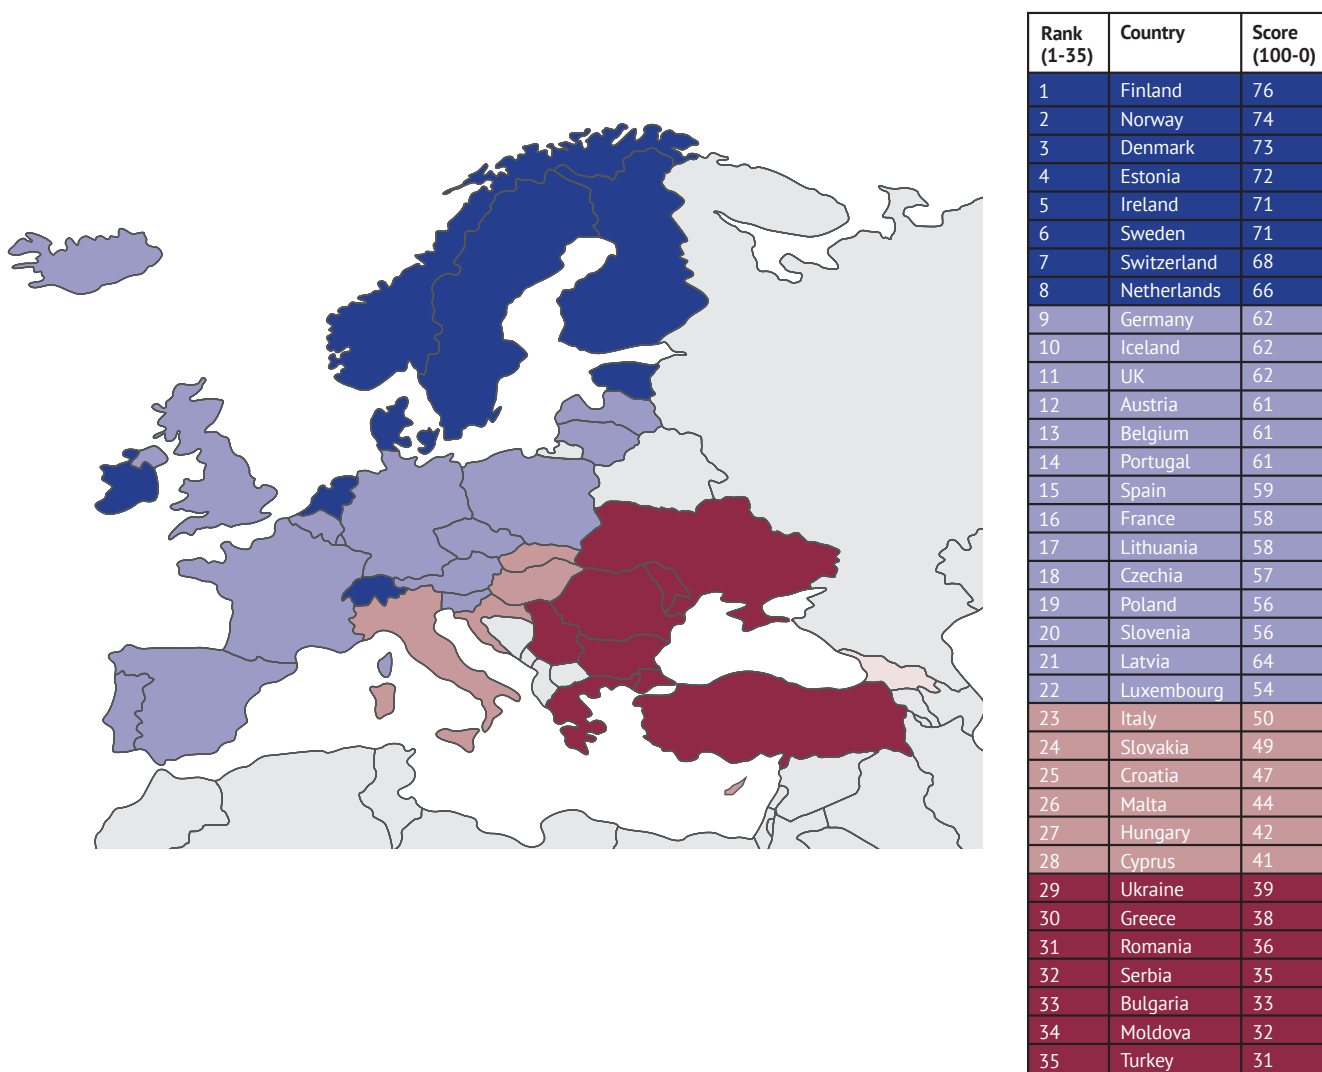 Rank (1-35) Country Score (100-0)
1 Finland 76
2 Norway 74
3 Denmark 73
4 Estonia 72
5 Ireland 71
6 Sweden 71
7 Switzerland 68
8 Netherlands 66
9 Germany 62
10 Iceland 62
11 UK 62
12 Austria 61
13 Belgium 61
14 Portugal 61
15 Spain 59
16 France 58
17 Lithuania 58
18 Czechia 57
19 Poland 56
20 Slovenia 56
21 Latvia 64
22 Luxembourg 54
23 Italy 50
24 Slovakia 49
25 Croatia 47
26 Malta 44
27 Hungary 42
28 Cyprus 41
29 Ukraine 39
30 Greece 38
31 Romania 36
32 Serbia 35
33 Bulgaria 33
34 Moldova 32
35 Turkey 31